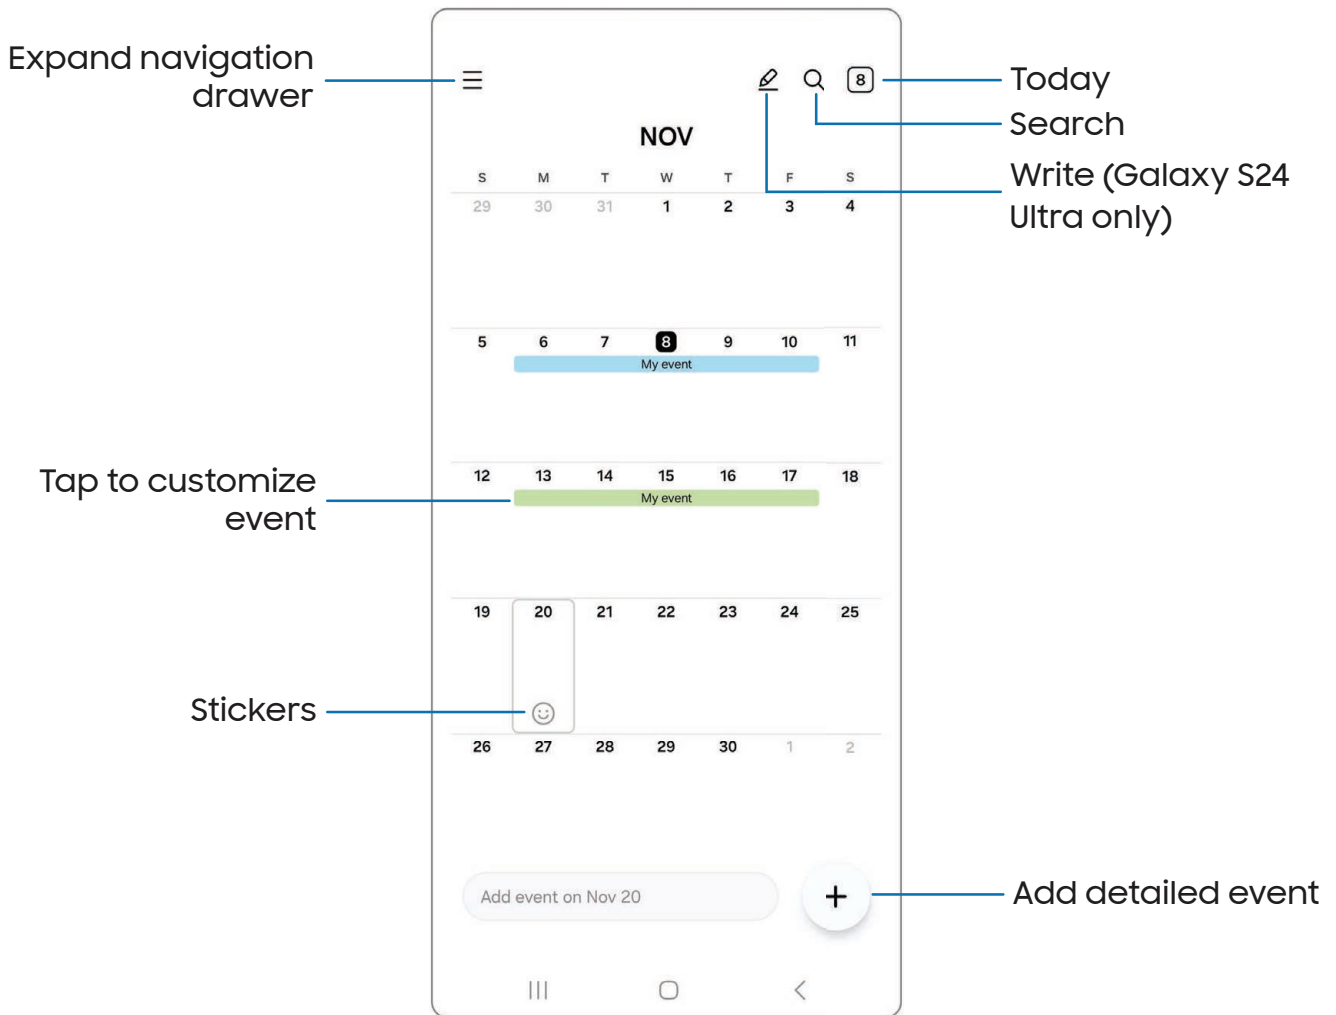 Expand navigation
drawer
8
Today
Search
Write (Galaxy S24
Ultra only)
NOV
S M T W T F S
29 30 31 1 2 3 4
5 6 7 8 9 10 11
My event
12 13 14 15 16 17 18
My event
Tap to customize
event
19 20 21 22 23 24 25
Stickers
26 27 28 29 30 1 2
Add event on Nov 20
+
Add detailed event